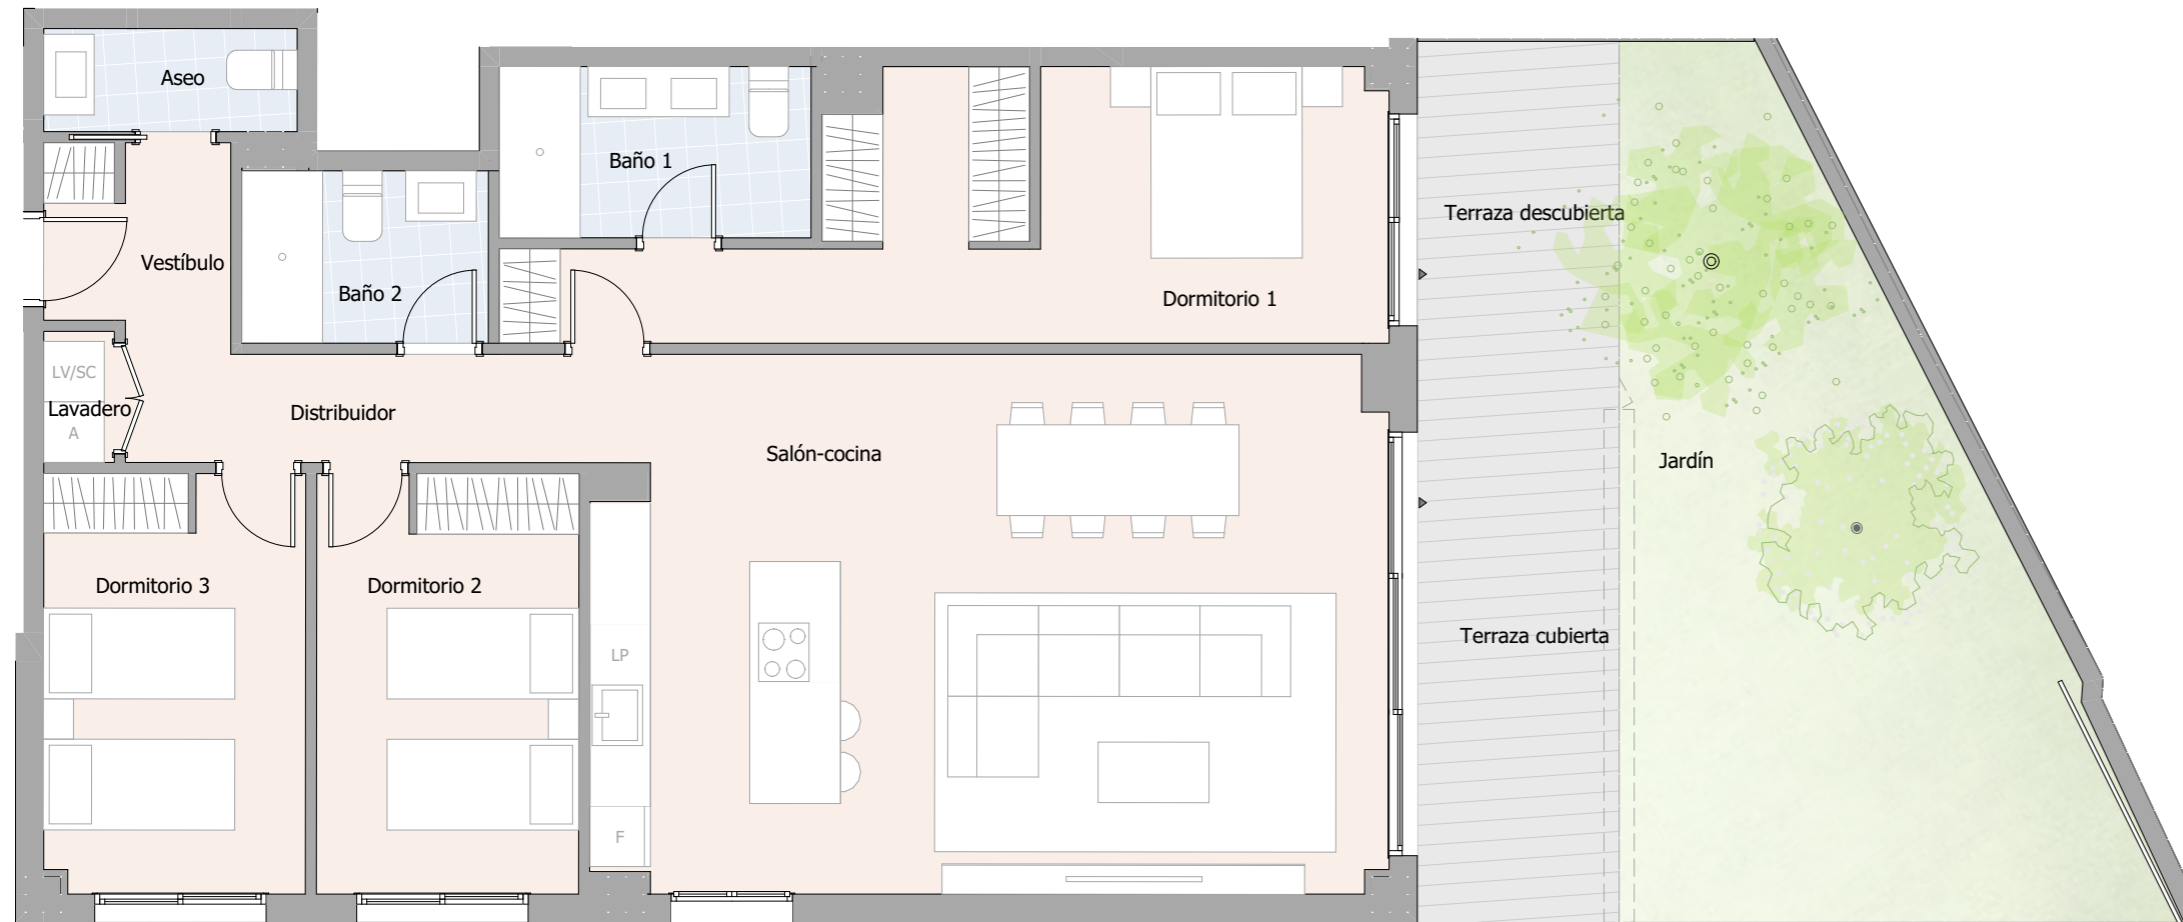 Aseo
Baño 1
Terraza descubierta
Vestíbulo
Baño 2
Dormitorio 1
LV/SC
Lavadero
A
Distribuidor
Salón-cocina
Jardín
Dormitorio 3
Dormitorio 2
Terraza cubierta
LP
F